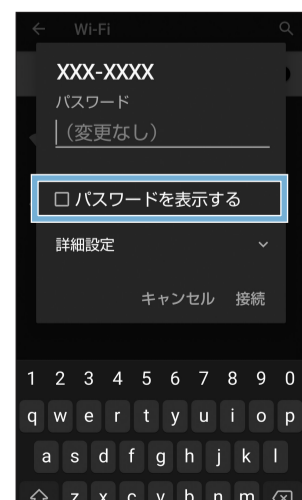 Wi-Fi
XXX-XXXX
パスワード
（変更なし）
パスワードを表示する
詳細設定
キャンセル 接続
1 2 3 4 5 6 7 8 9 0
q w e r t y u i o p
a s d f g h j k l
z x c v b n m